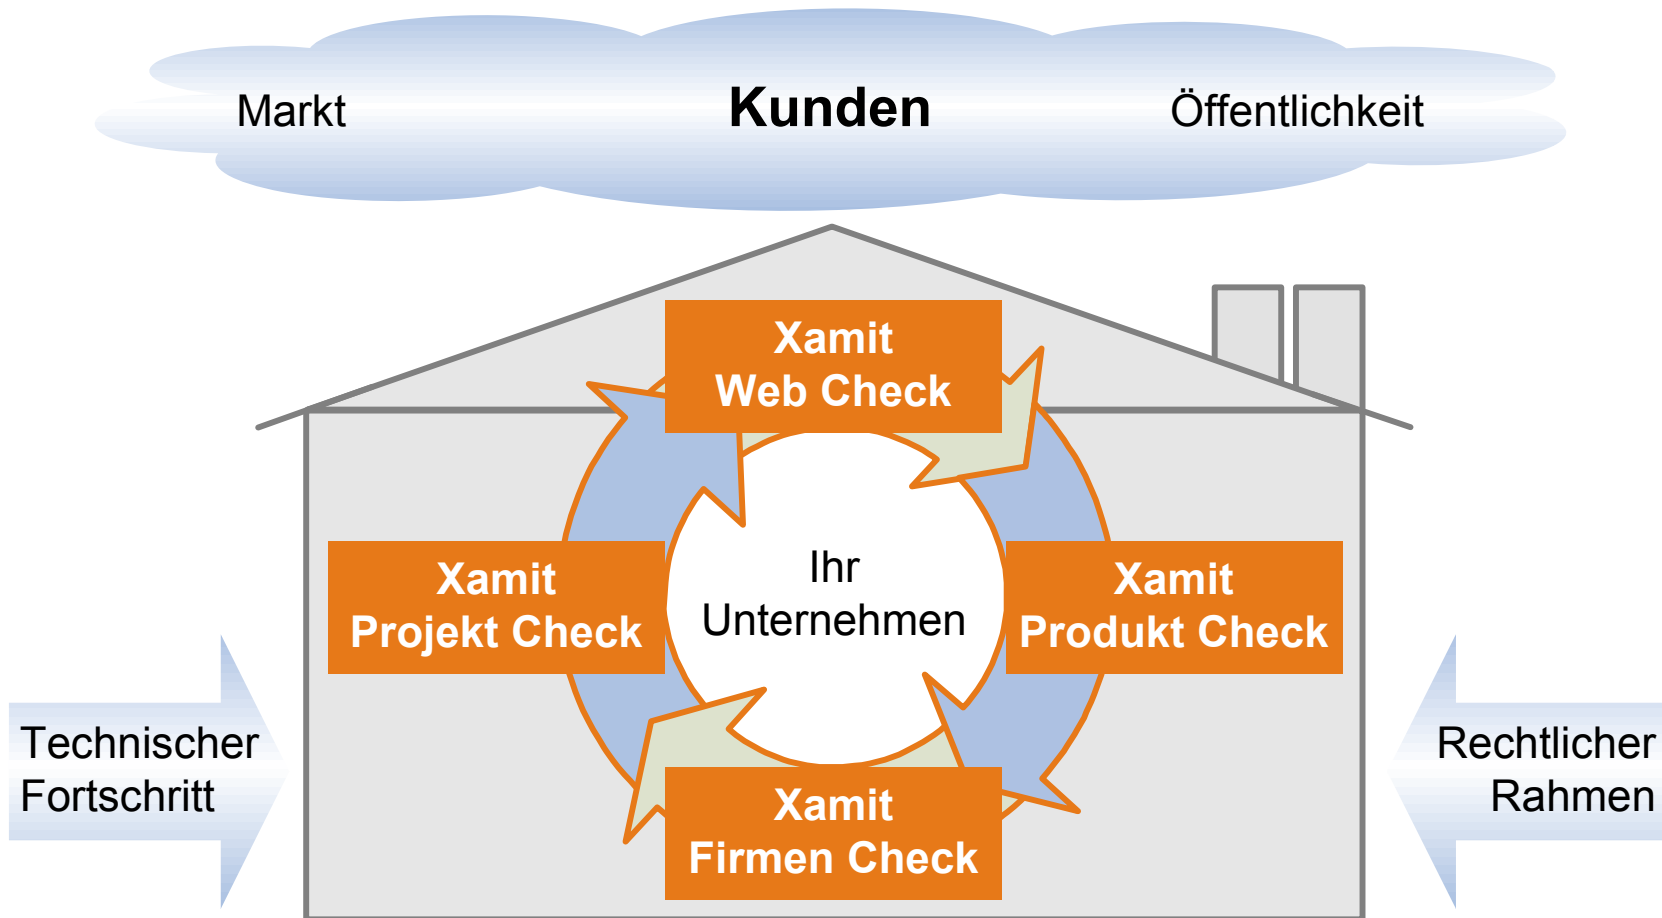 Markt
Kunden
Öffentlichkeit
Xamit
Web Check
Xamit
Projekt Check
Ihr
Unternehmen
Xamit
Produkt Check
Technischer
Fortschritt
Rechtlicher
Rahmen
Xamit
Firmen Check